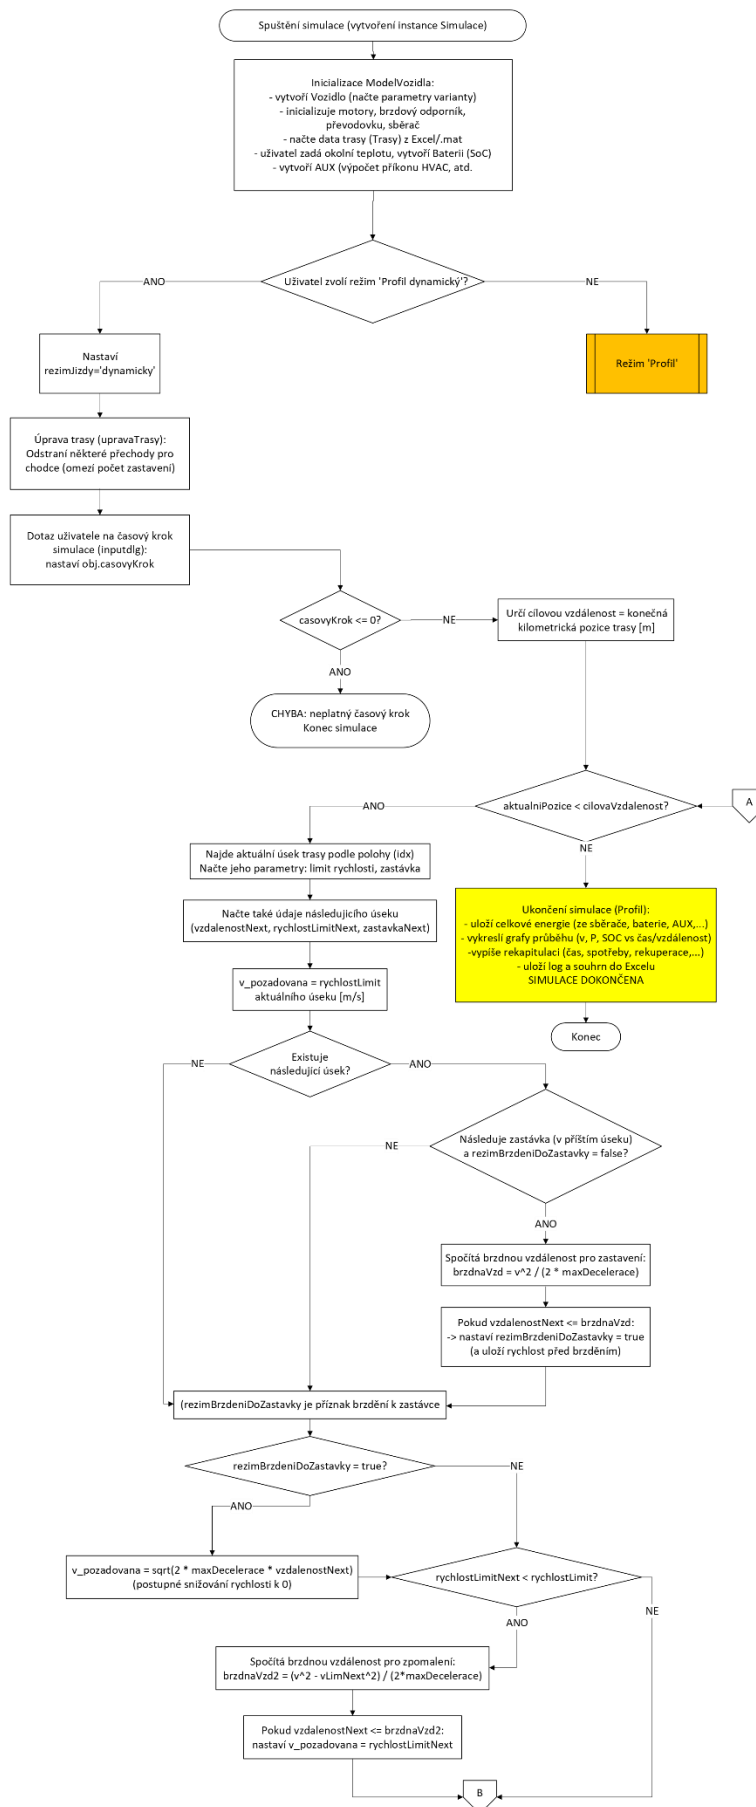 Spuštění simulace (vytvoření instance Simulace)
Inicializace ModelVozidla:
- vytvoří Vozidlo (načte parametry varianty)
- inicializuje motory, brzdový odporník,
převodovku, sběrač
- načte data trasy (Trasy) z Excel/.mat
- uživatel zadá okolní teplotu, vytvoří Baterii (SoC)
- vytvoří AUX (výpočet příkonu HVAC, atd.
Uživatel zvolí režim 'Profil dynamický'?
ANO
NE
Nastaví
rezimJizdy='dynamicky'
Režim 'Profil'
Úprava trasy (upravaTrasy):
Odstraní některé přechody pro
chodce (omezí počet zastavení)
Dotaz uživatele na časový krok
simulace (inputdlg):
nastaví obj.casovyKrok
casovyKrok <= 0?
NE
Určí cílovou vzdálenost = konečná
kilometrická pozice trasy [m]
ANO
CHYBA: neplatný časový krok
Konec simulace
aktualniPozice < cilovaVzdalenost?
A
ANO
NE
Najde aktuální úsek trasy podle polohy (idx)
Načte jeho parametry: limit rychlosti, zastávka
Načte také údaje následujicího úseku
(vzdalenostNext, rychlostLimitNext, zastavkaNext)
v_pozadovana = rychlostLimit
aktuálního úseku [m/s]
Ukončení simulace (Profil):
- uloží celkové energie (ze sběrače, baterie, AUX,...)
- vykreslí grafy průběhu (v, P, SOC vs čas/vzdálenost)
-vypíše rekapitulaci (čas, spotřeby, rekuperace,...)
- uloží log a souhrn do Excelu
SIMULACE DOKONČENA
Konec
Existuje
následující úsek?
NE
ANO
Následuje zastávka (v příštím úseku)
a rezimBrzdeniDoZastavky = false?
NE
ANO
Spočítá brzdnou vzdálenost pro zastavení:
brzdnaVzd = v^2 / (2 * maxDecelerace)
Pokud vzdalenostNext <= brzdnaVzd:
-> nastaví rezimBrzdeniDoZastavky = true
(a uloží rychlost před brzděním)
(rezimBrzdeniDoZastavky je příznak brzdění k zastávce
rezimBrzdeniDoZastavky = true?
NE
ANO
v_pozadovana = sqrt(2 * maxDecelerace * vzdalenostNext)
(postupné snižování rychlosti k 0)
rychlostLimitNext < rychlostLimit?
NE
ANO
Spočítá brzdnou vzdálenost pro zpomalení:
brzdnaVzd2 = (v^2 - vLimNext^2) / (2*maxDecelerace)
Pokud vzdalenostNext <= brzdnaVzd2:
nastaví v_pozadovana = rychlostLimitNext
B